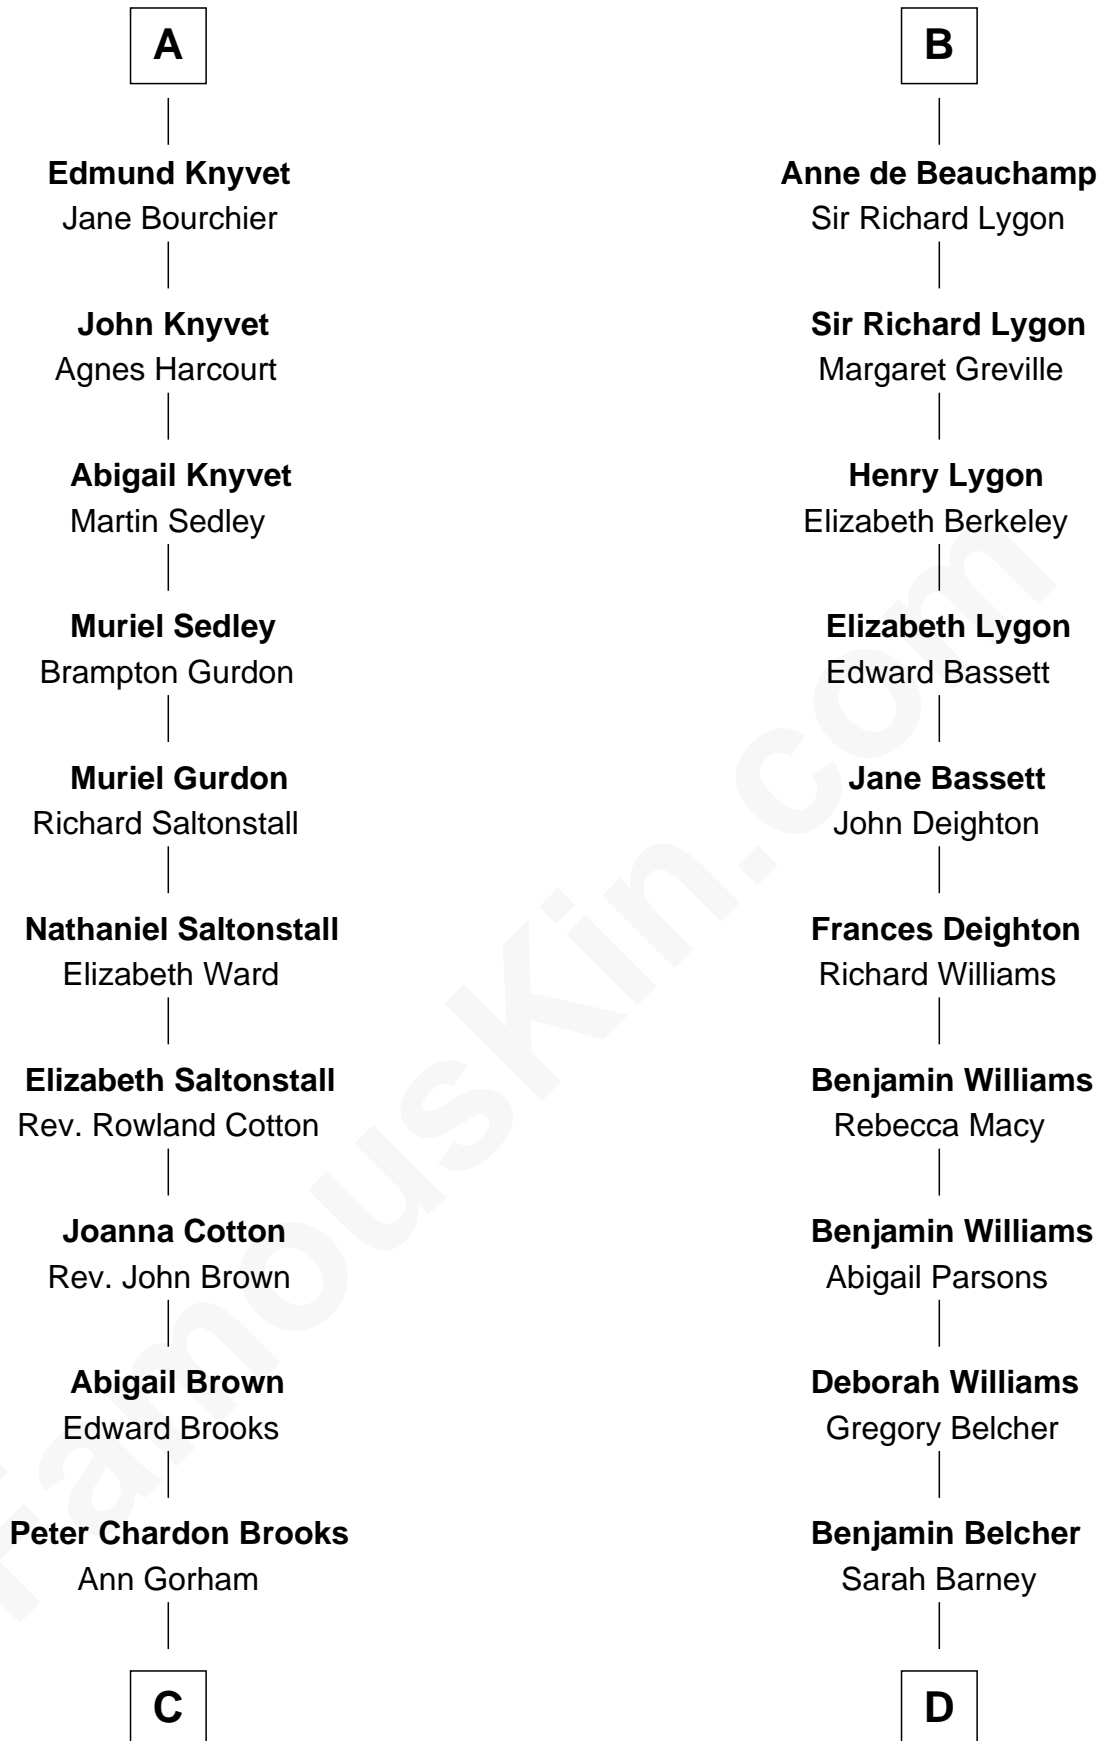 A
Edmund Knyvet
Jane Bourchier
John Knyvet
Agnes Harcourt
Abigail Knyvet
Martin Sedley
Muriel Sedley
Brampton Gurdon
Muriel Gurdon
Richard Saltonstall
Nathaniel Saltonstall
Elizabeth Ward
Elizabeth Saltonstall
Rev. Rowland Cotton
Joanna Cotton
Rev. John Brown
Abigail Brown
Edward Brooks
Peter Chardon Brooks
Ann Gorham
C
B
Anne de Beauchamp
Sir Richard Lygon
Sir Richard Lygon
Margaret Greville
Henry Lygon
Elizabeth Berkeley
Elizabeth Lygon
Edward Bassett
Jane Bassett
John Deighton
Frances Deighton
Richard Williams
Benjamin Williams
Rebecca Macy
Benjamin Williams
Abigail Parsons
Deborah Williams
Gregory Belcher
Benjamin Belcher
Sarah Barney
D
FamousKin.com